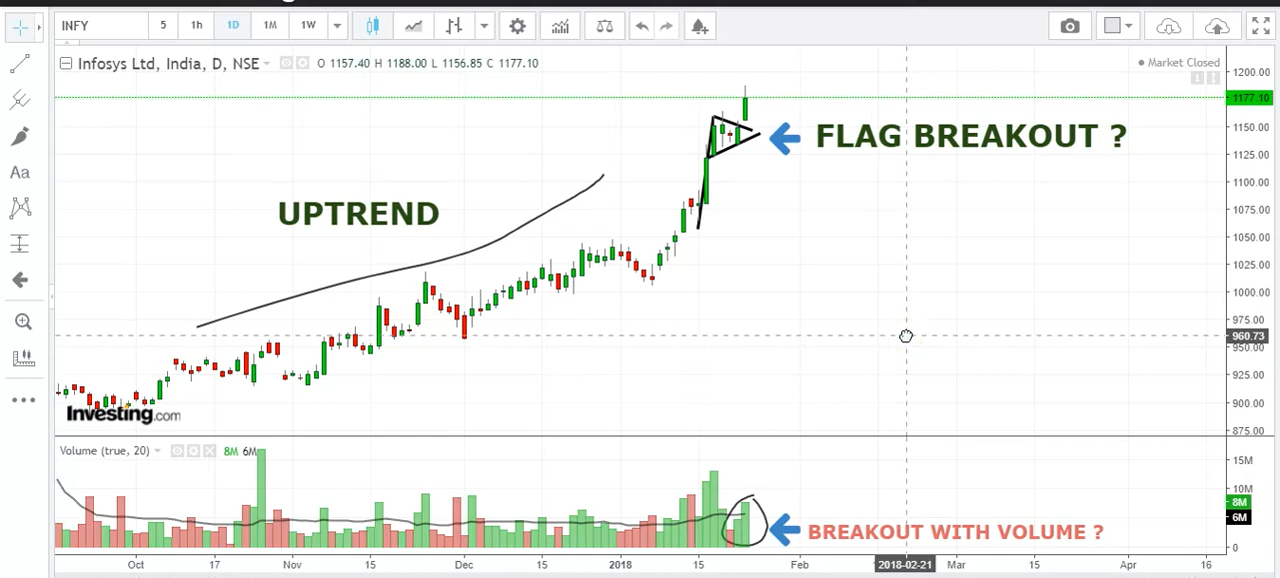 INFY 5 1h 1D 1M 1W
Infosys Ltd, India, D, NSE O 1157.40 H 1188.00 L 1156.85 C 1177.10
Market Closed
1200.00
1177.10
1150.00
1125.00
1100.00
1075.00
1050.00
1025.00
1000.00
975.00
960.73
950.00
925.00
900.00
875.00
FLAG BREAKOUT ?
UPTREND
Aa
Investing.com
Volume (true, 20) 8M 6M
15M
10M
8M
6M
0
BREAKOUT WITH VOLUME ?
Oct 17 Nov 15 Dec 15 2018 15 Feb 2018-02-21 Mar 15 Apr 16